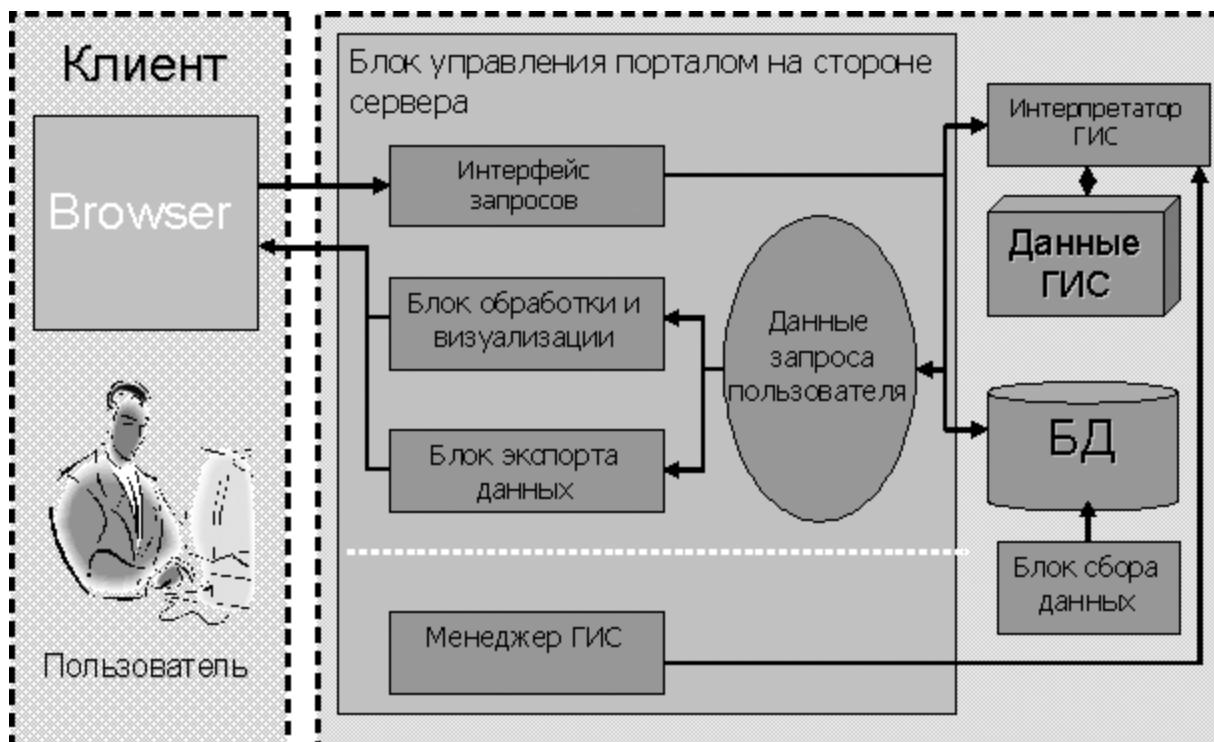 Клиент
Browser
Пользователь
Блок управления порталом на стороне
сервера
Интерфейс
запросов
Блок обработки и
визуализации
Блок экспорта
данных
Данные
запроса
пользователя
Менеджер ГИС
Интерпретатор
ГИС
Данные
ГИС
БД
Блок сбора
данных